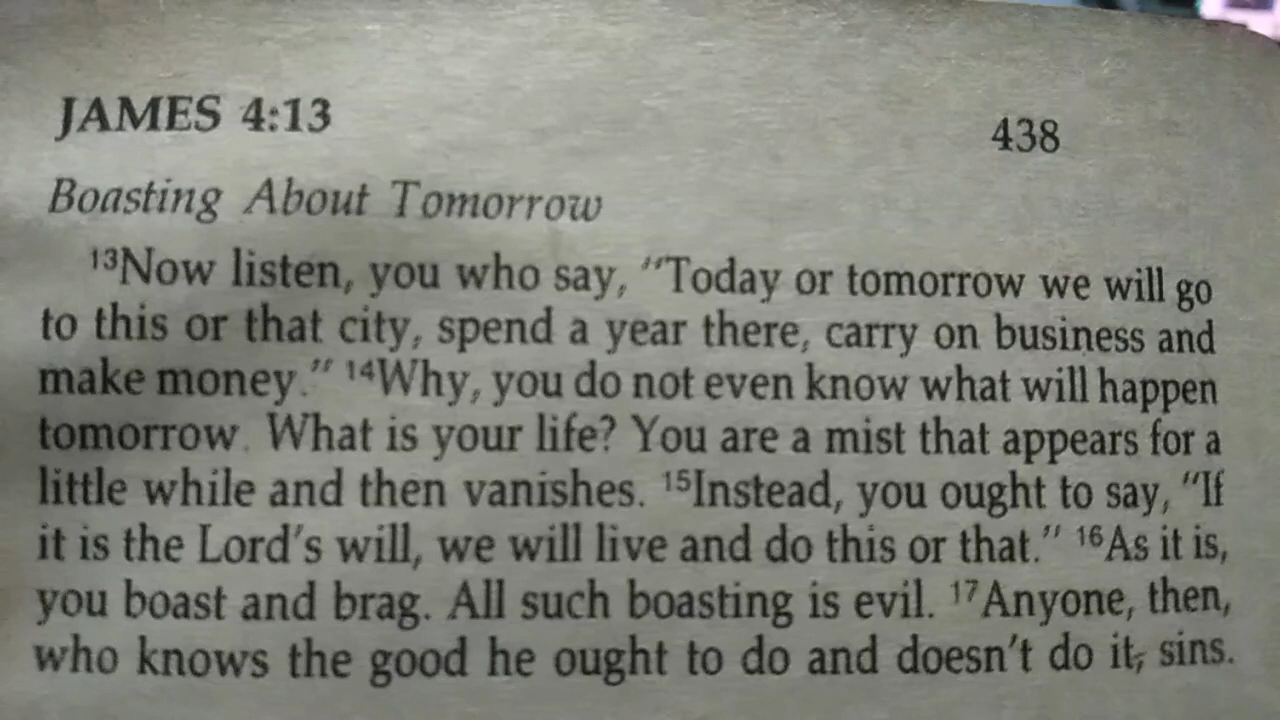 JAMES 4:13 438
Boasting About Tomorrow
¹³Now listen, you who say, "Today or tomorrow we will go
to this or that city, spend a year there, carry on business and
make money." ¹⁴Why, you do not even know what will happen
tomorrow. What is your life? You are a mist that appears for a
little while and then vanishes. ¹⁵Instead, you ought to say, "If
it is the Lord's will, we will live and do this or that." ¹⁶As it is,
you boast and brag. All such boasting is evil. ¹⁷Anyone, then,
who knows the good he ought to do and doesn't do it, sins.